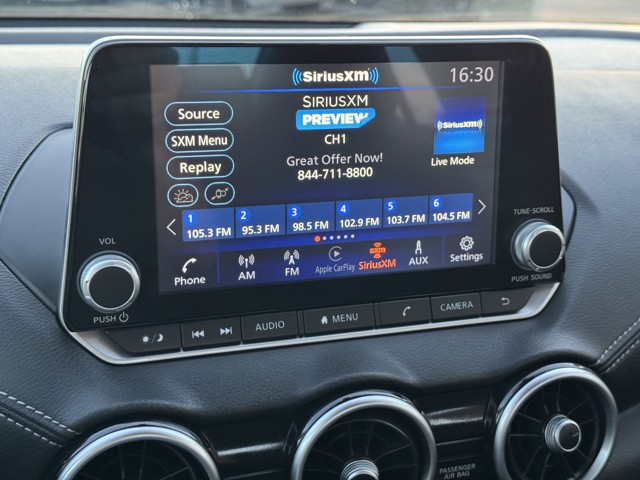 SiriusXM
16:30
SIRIUSXM
PREVIEW
CH1
Great Offer Now!
844-711-8800
Source
SXM Menu
Replay
SiriusXM
Live Mode
1 2 3 4 5 6
105.3 FM 95.3 FM 98.5 FM 102.9 FM 103.7 FM 104.5 FM
Phone AM FM Apple CarPlay sxm SiriusXM AUX Settings
VOL
PUSH
TUNE·SCROLL
PUSH SOUND
AUDIO MENU CAMERA
PASSENGER
AIR BAG